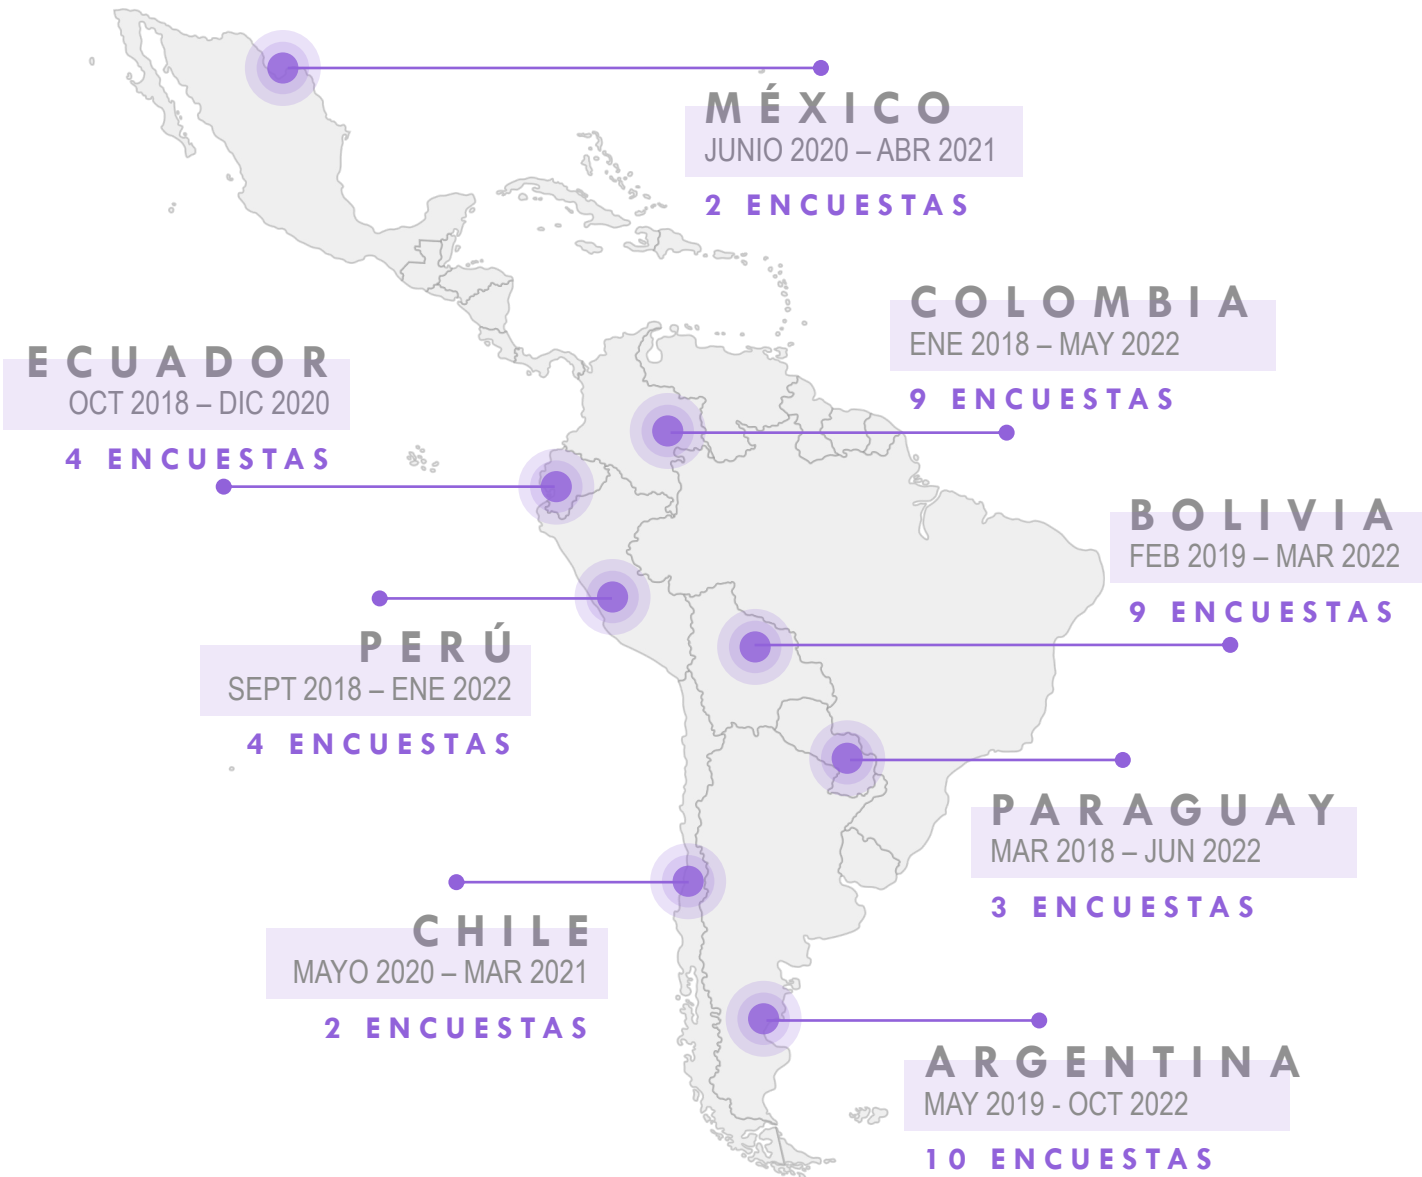 MÉXICO
JUNIO 2020 – ABR 2021
2 ENCUESTAS
COLOMBIA
ENE 2018 – MAY 2022
9 ENCUESTAS
ECUADOR
OCT 2018 – DIC 2020
4 ENCUESTAS
BOLIVIA
FEB 2019 – MAR 2022
9 ENCUESTAS
PERÚ
SEPT 2018 – ENE 2022
4 ENCUESTAS
PARAGUAY
MAR 2018 – JUN 2022
3 ENCUESTAS
CHILE
MAYO 2020 – MAR 2021
2 ENCUESTAS
ARGENTINA
MAY 2019 - OCT 2022
10 ENCUESTAS